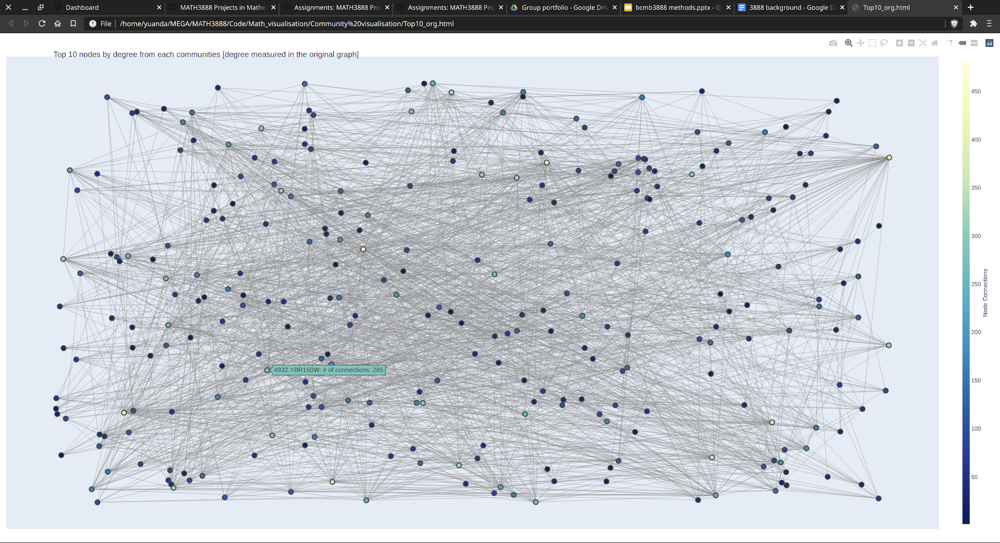 Dashboard
MATH3888 Projects in Mathe
Assignments: MATH3888 Pro
Assignments: MATH3888 Pro
Group portfolio - Google Driv
bcmb3888 methods.pptx - G
3888 background - Google D
Top10_org.html
File
/home/yuanda/MEGA/MATH3888/Code/Math_visualisation/Community%20visualisation/Top10_org.html
Top 10 nodes by degree from each communities [degree measured in the original graph]
4932.YBR160W: # of connections: 285
450
400
350
300
250
200
150
100
50
Node Connections